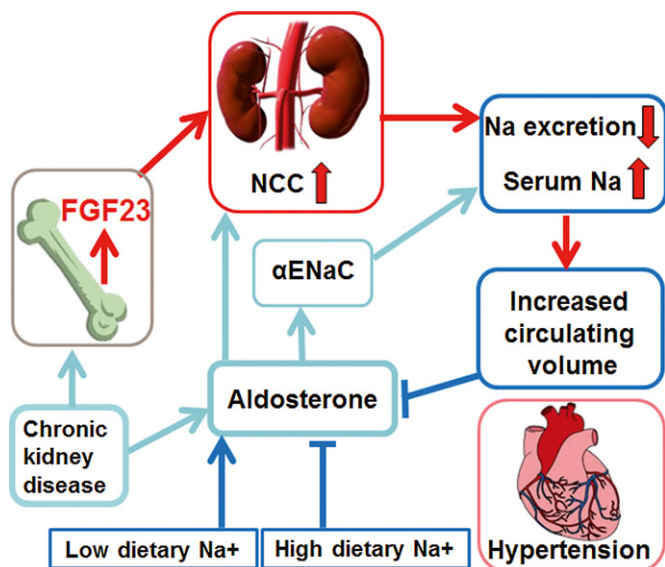 NCC
Na excretion
Serum Na
FGF23
αENaC
Increased
circulating
volume
Aldosterone
Chronic
kidney
disease
Low dietary Na+
High dietary Na+
Hypertension